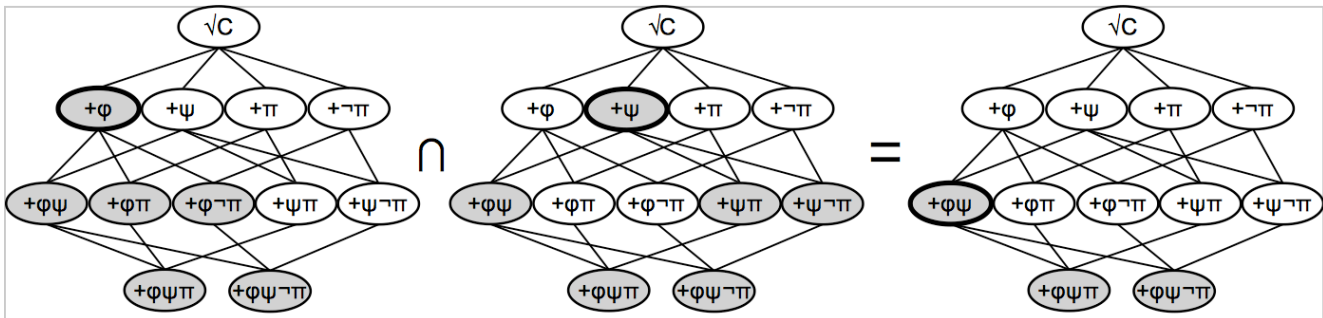 √C √C √C
+φ +ψ +π +¬π +φ +ψ +π +¬π +φ +ψ +π +¬π
∩ =
+φψ +φπ +φ¬π +ψπ +ψ¬π +φψ +φπ +φ¬π +ψπ +ψ¬π +φψ +φπ +φ¬π +ψπ +ψ¬π
+φψπ +φψ¬π +φψπ +φψ¬π +φψπ +φψ¬π